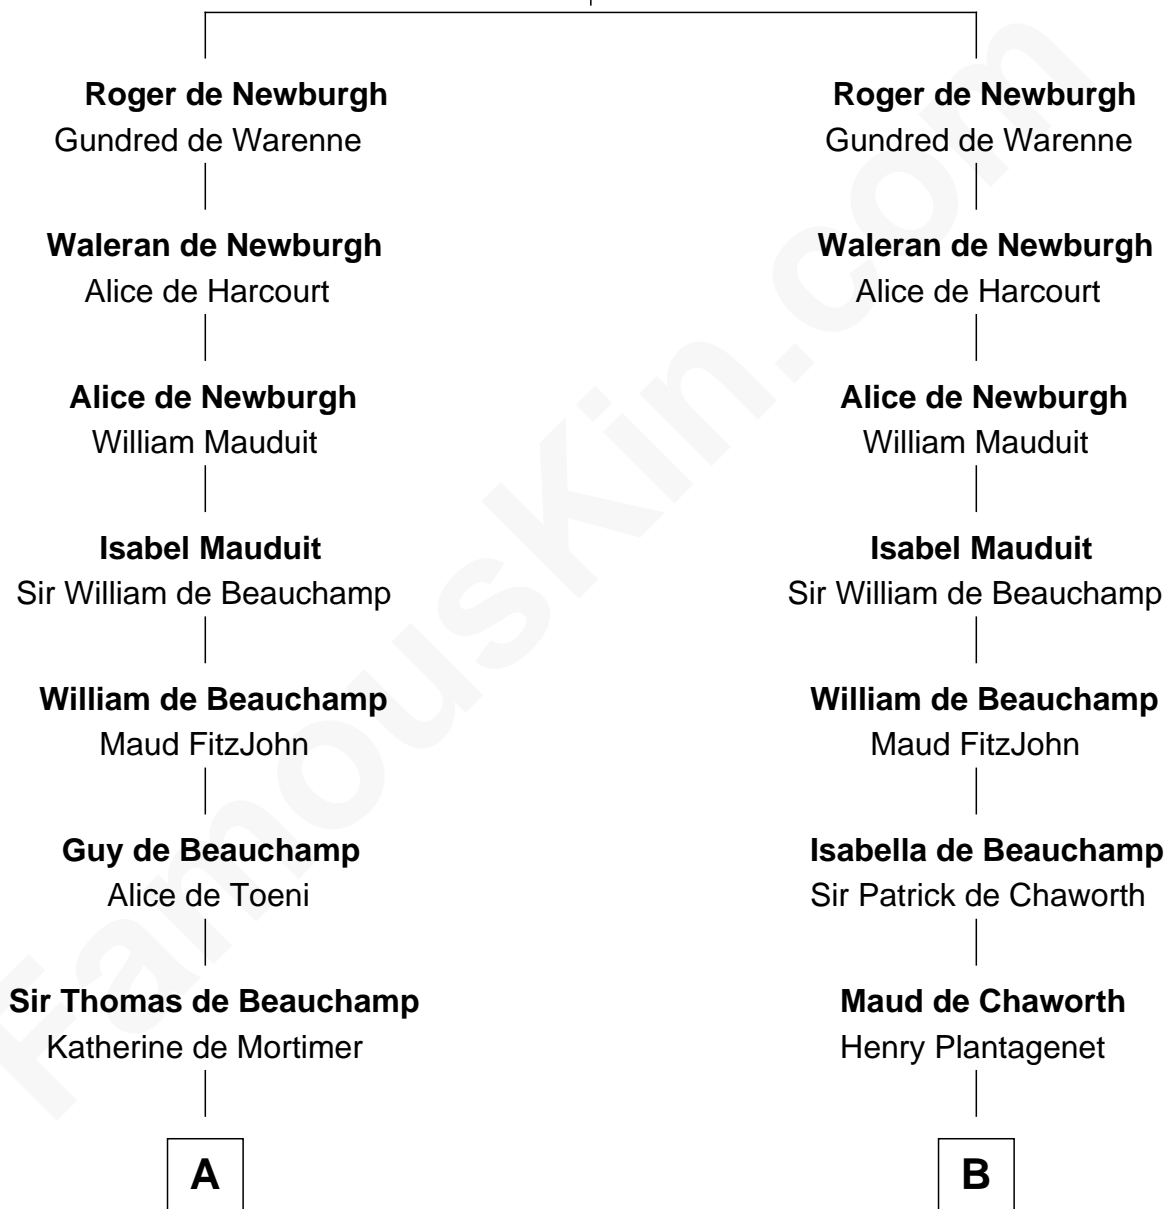 Roger de Newburgh
Gundred de Warenne
Waleran de Newburgh
Alice de Harcourt
Alice de Newburgh
William Mauduit
Isabel Mauduit
Sir William de Beauchamp
William de Beauchamp
Maud FitzJohn
Guy de Beauchamp
Alice de Toeni
Sir Thomas de Beauchamp
Katherine de Mortimer
A
Roger de Newburgh
Gundred de Warenne
Waleran de Newburgh
Alice de Harcourt
Alice de Newburgh
William Mauduit
Isabel Mauduit
Sir William de Beauchamp
William de Beauchamp
Maud FitzJohn
Isabella de Beauchamp
Sir Patrick de Chaworth
Maud de Chaworth
Henry Plantagenet
B
FamousKin.com